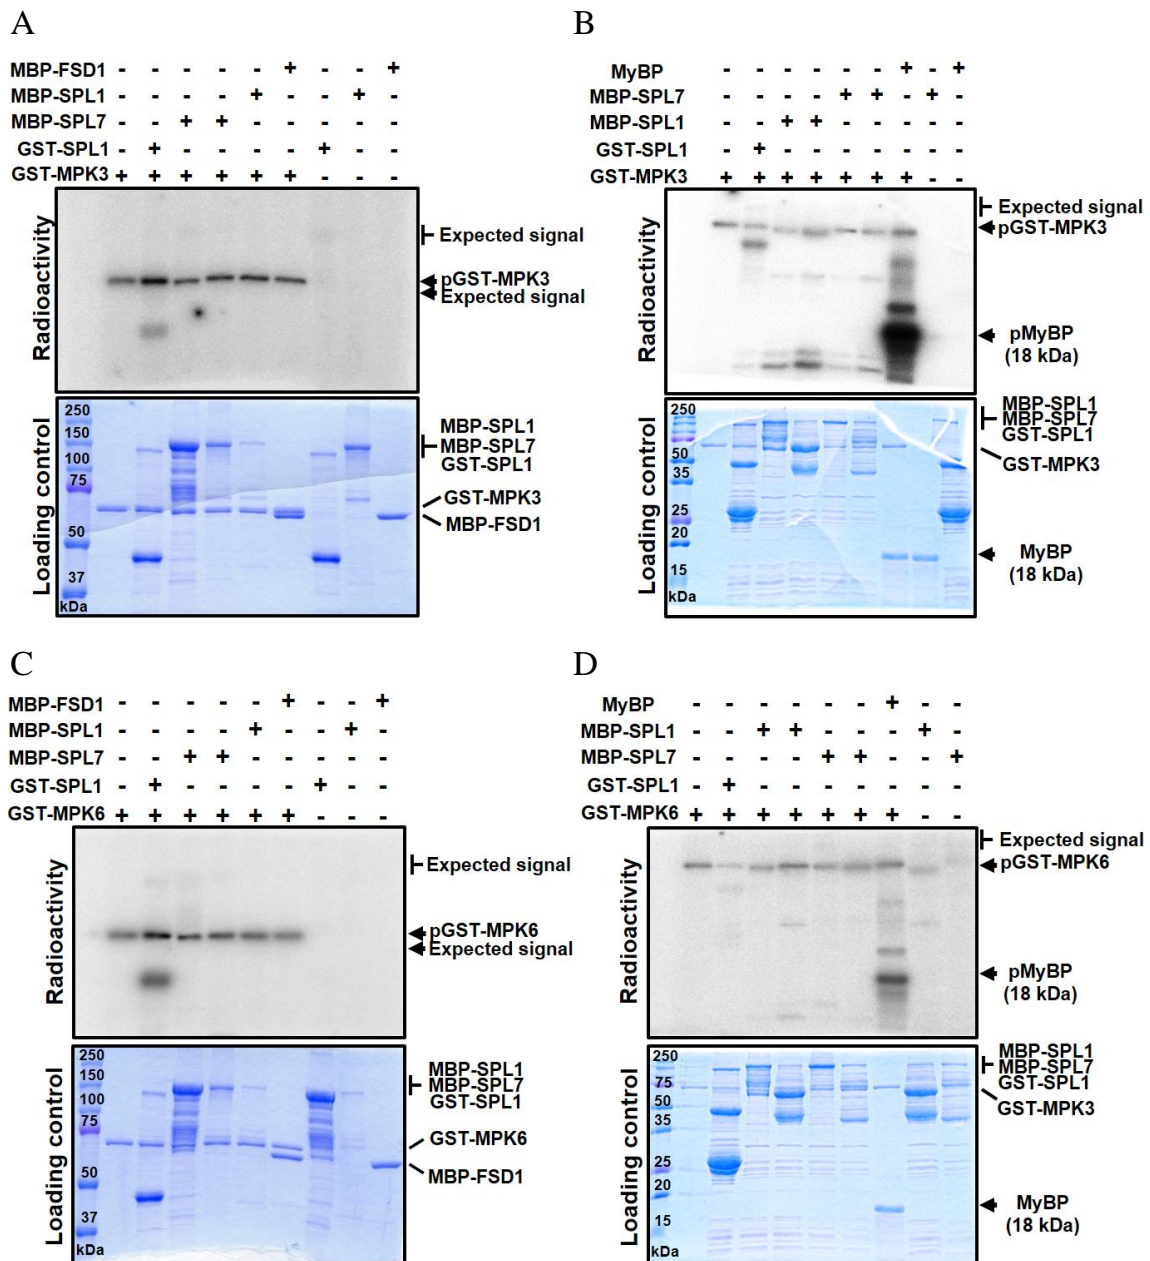 A
MBP-FSD1 - - - - - + - - +
MBP-SPL1 - - - - + - - + -
MBP-SPL7 - - + + - - - - -
GST-SPL1 - + - - - - + - -
GST-MPK3 + + + + + + - - -
Radioactivity
Expected signal
pGST-MPK3
Expected signal
Loading control
250
150
100
75
50
37
kDa
MBP-SPL1
MBP-SPL7
GST-SPL1
GST-MPK3
MBP-FSD1
B
MyBP - - - - - - + - +
MBP-SPL7 - - - - + + - + -
MBP-SPL1 - - + + - - - - -
GST-SPL1 - + - - - - - - -
GST-MPK3 + + + + + + + - -
Radioactivity
Expected signal
pGST-MPK3
pMyBP
(18 kDa)
Loading control
250
50
35
25
20
15
kDa
MBP-SPL1
MBP-SPL7
GST-SPL1
GST-MPK3
MyBP
(18 kDa)
C
MBP-FSD1 - - - - - + - - +
MBP-SPL1 - - - - + - - + -
MBP-SPL7 - - + + - - - - -
GST-SPL1 - + - - - - + - -
GST-MPK6 + + + + + + - - -
Radioactivity
Expected signal
pGST-MPK6
Expected signal
Loading control
250
150
100
75
50
37
kDa
MBP-SPL1
MBP-SPL7
GST-SPL1
GST-MPK6
MBP-FSD1
D
MyBP - - - - - - + - -
MBP-SPL1 - - + + - - - + -
MBP-SPL7 - - - - + + - - +
GST-SPL1 - + - - - - - - -
GST-MPK6 + + + + + + + - -
Radioactivity
Expected signal
pGST-MPK6
pMyBP
(18 kDa)
Loading control
250
75
50
35
25
20
15
kDa
MBP-SPL1
MBP-SPL7
GST-SPL1
GST-MPK3
MyBP
(18 kDa)